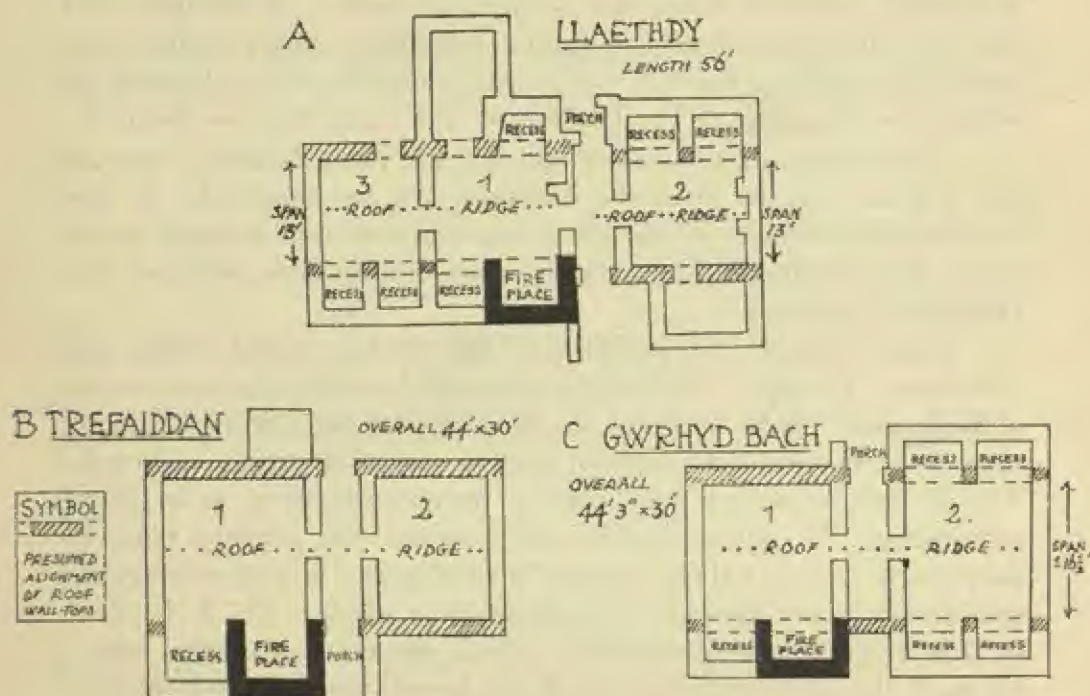 A
LLAETHDY
LENGTH 56'
RECESS
PORCH
RECESS RECESS
3 1 2
ROOF RIDGE ROOF RIDGE
SPAN
13'
SPAN
13'
RECESS RECESS RECESS
FIRE
PLACE
B TREFAIDDAN
OVERALL 44' x 30'
1 2
ROOF RIDGE
RECESS
FIRE
PLACE
PORCH
SYMBOL
PRESUMED
ALIGNMENT
OF ROOF
WALL-TOPS
C GWRHYD BACH
PORCH
RECESS RECESS
OVERALL
44' 3" x 30'
1 2.
ROOF RIDGE
SPAN
RECESS
FIRE
PLACE
RECESS RECESS